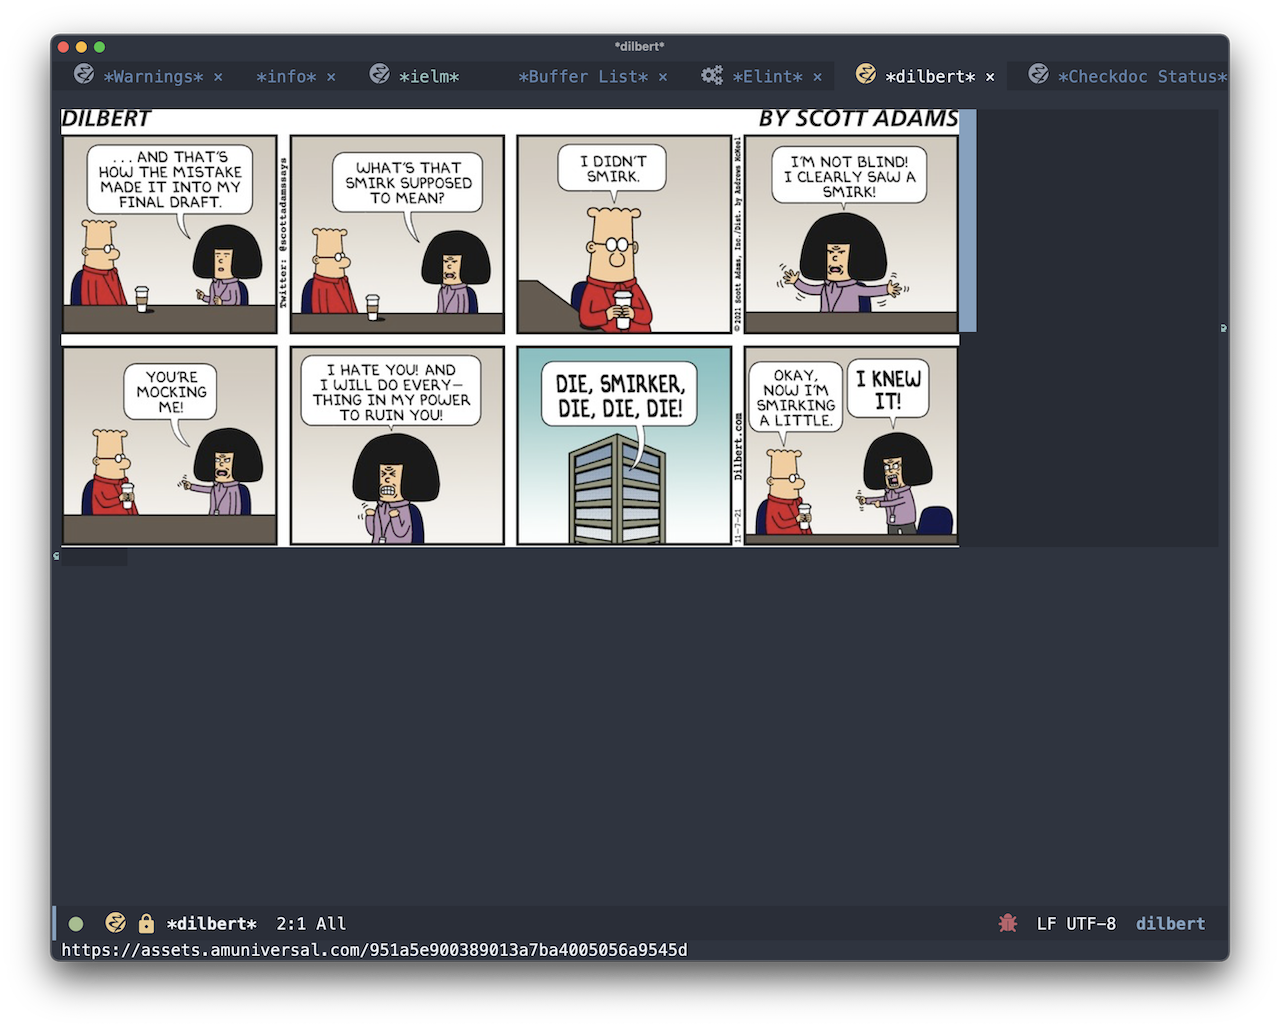 *dilbert*
*Warnings* × *info* × *ielm* *Buffer List* × *Elint* × *dilbert* × *Checkdoc Status*
DILBERT
BY SCOTT ADAMS
...AND THAT'S
HOW THE MISTAKE
MADE IT INTO MY
FINAL DRAFT.
Twitter: @scottadamssays
WHAT'S THAT
SMIRK SUPPOSED
TO MEAN?
I DIDN'T
SMIRK.
©2021 Scott Adams, Inc./Dist. by Andrews McMeel
I'M NOT BLIND!
I CLEARLY SAW A
SMIRK!
YOU'RE
MOCKING
ME!
I HATE YOU! AND
I WILL DO EVERY-
THING IN MY POWER
TO RUIN YOU!
DIE, SMIRKER,
DIE, DIE, DIE!
11-7-21 Dilbert.com
OKAY,
NOW I'M
SMIRKING
A LITTLE.
I KNEW
IT!
*dilbert* 2:1 All LF UTF-8 dilbert
https://assets.amuniversal.com/951a5e900389013a7ba4005056a9545d